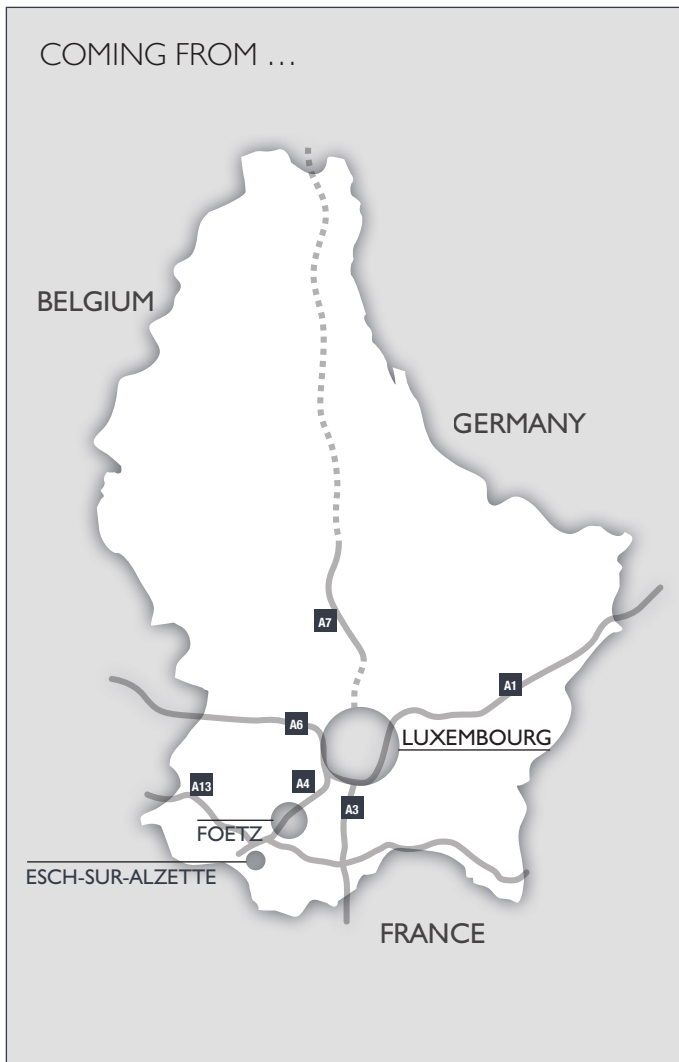 COMING FROM ...
BELGIUM
GERMANY
A7
A1
A6
LUXEMBOURG
A4
A13
A3
FOETZ
ESCH-SUR-ALZETTE
FRANCE